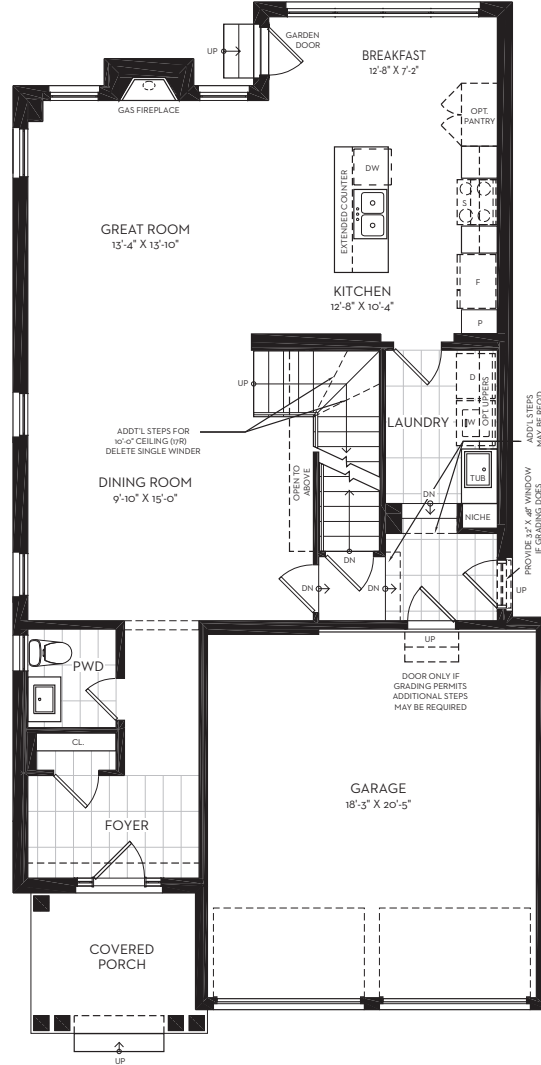 GARDEN
DOOR
UP
BREAKFAST
12'-8" X 7'-2"
GAS FIREPLACE
OPT.
PANTRY
DW
EXTENDED COUNTER
S
GREAT ROOM
13'-4" X 13'-10"
F
KITCHEN
12'-8" X 10'-4"
P
UP
D
OPT. UPPERS
W
LAUNDRY
ADD'L STEPS
MAY BE REQ'D
ADDT'L STEPS FOR
10'-0" CEILING (17R)
DELETE SINGLE WINDER
OPEN TO
ABOVE
TUB
DINING ROOM
9'-10" X 15'-0"
DN
NICHE
PROVIDE 32" X 48" WINDOW
IF GRADING DOES
DN
DN
DN
UP
UP
PWD
DOOR ONLY IF
GRADING PERMITS
ADDITIONAL STEPS
MAY BE REQUIRED
CL.
GARAGE
18'-3" X 20'-5"
FOYER
COVERED
PORCH
UP